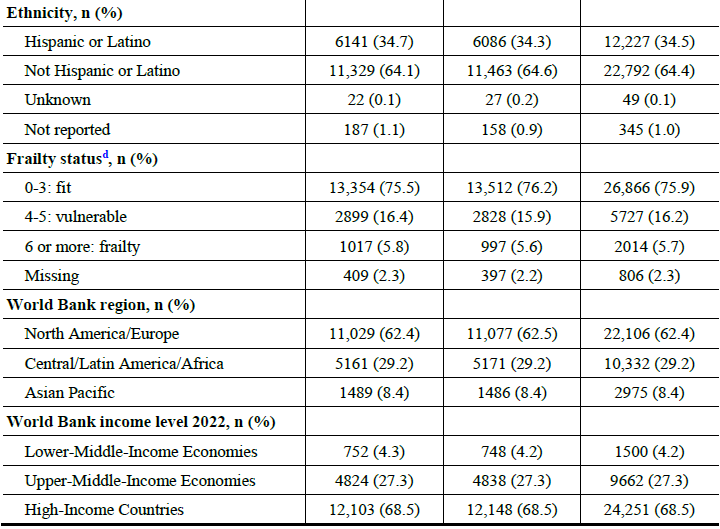 Ethnicity, n (%)
Hispanic or Latino 6141 (34.7) 6086 (34.3) 12,227 (34.5)
Not Hispanic or Latino 11,329 (64.1) 11,463 (64.6) 22,792 (64.4)
Unknown 22 (0.1) 27 (0.2) 49 (0.1)
Not reported 187 (1.1) 158 (0.9) 345 (1.0)
Frailty statusd, n (%)
0-3: fit 13,354 (75.5) 13,512 (76.2) 26,866 (75.9)
4-5: vulnerable 2899 (16.4) 2828 (15.9) 5727 (16.2)
6 or more: frailty 1017 (5.8) 997 (5.6) 2014 (5.7)
Missing 409 (2.3) 397 (2.2) 806 (2.3)
World Bank region, n (%)
North America/Europe 11,029 (62.4) 11,077 (62.5) 22,106 (62.4)
Central/Latin America/Africa 5161 (29.2) 5171 (29.2) 10,332 (29.2)
Asian Pacific 1489 (8.4) 1486 (8.4) 2975 (8.4)
World Bank income level 2022, n (%)
Lower-Middle-Income Economies 752 (4.3) 748 (4.2) 1500 (4.2)
Upper-Middle-Income Economies 4824 (27.3) 4838 (27.3) 9662 (27.3)
High-Income Countries 12,103 (68.5) 12,148 (68.5) 24,251 (68.5)